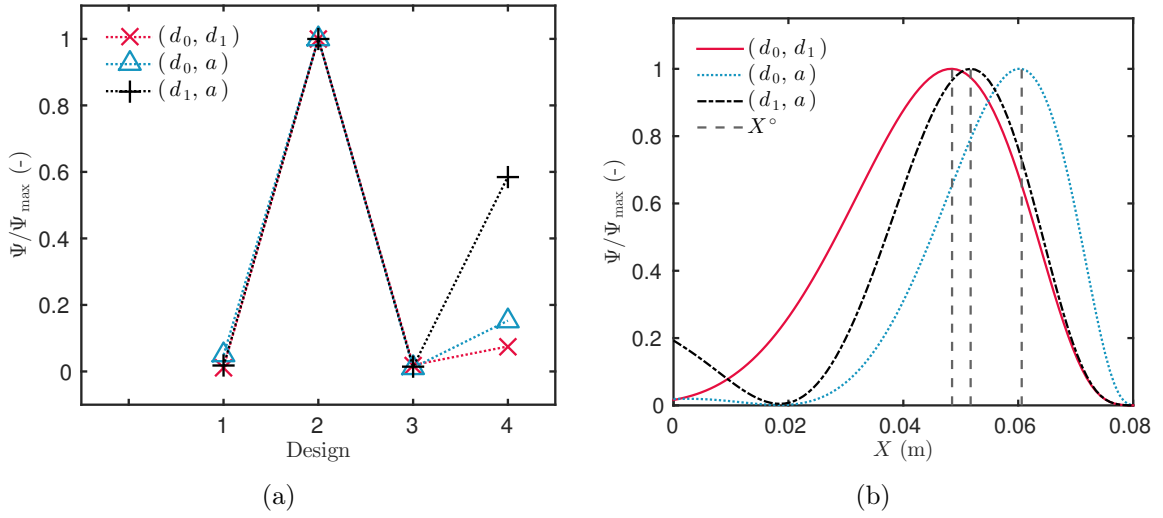 1
0.8
0.6
0.4
0.2
0
Ψ/Ψmax (-)
(d0, d1)
(d0, a)
(d1, a)
1 2 3 4
Design
(a)
1
0.8
0.6
0.4
0.2
0
Ψ/Ψmax (-)
(d0, d1)
(d0, a)
(d1, a)
X°
0 0.02 0.04 0.06 0.08
X (m)
(b)